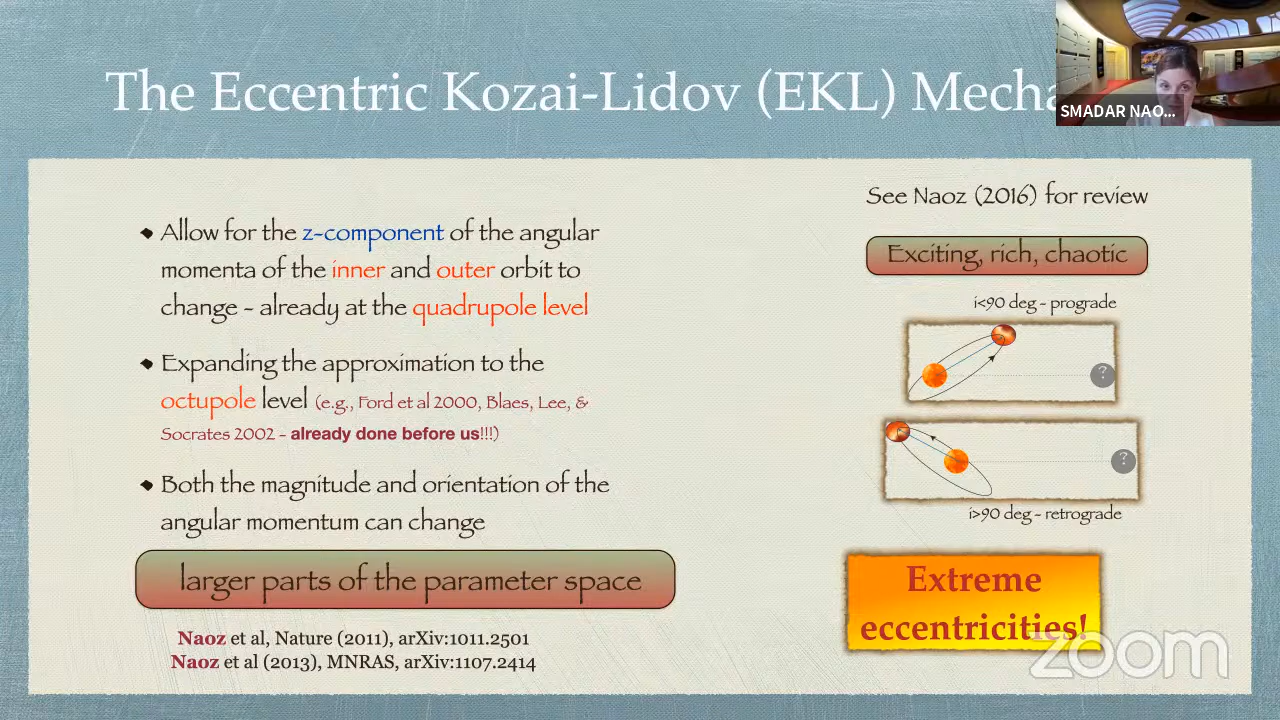 The Eccentric Kozai-Lidov (EKL) Mecha
SMADAR NAO...
See Naoz (2016) for review
Exciting, rich, chaotic
◆ Allow for the z-component of the angular
momenta of the inner and outer orbit to
change - already at the quadrupole level
◆ Expanding the approximation to the
octupole level (e.g., Ford et al 2000, Blaes, Lee, &
Socrates 2002 - already done before us!!!)
◆ Both the magnitude and orientation of the
angular momentum can change
larger parts of the parameter space
Naoz et al, Nature (2011), arXiv:1011.2501
Naoz et al (2013), MNRAS, arXiv:1107.2414
i<90 deg - prograde
?
?
i>90 deg - retrograde
Extreme
eccentricities!
zoom